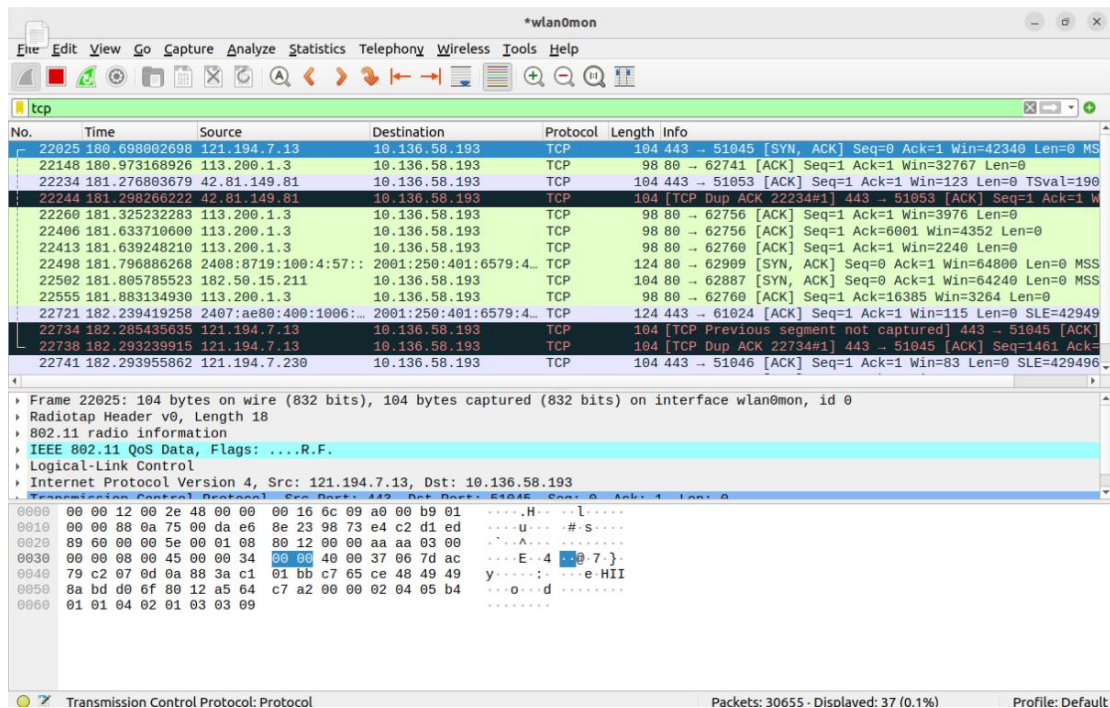 *wlan0mon
File Edit View Go Capture Analyze Statistics Telephony Wireless Tools Help
tcp
No. Time Source Destination Protocol Length Info
22025 180.698002698 121.194.7.13 10.136.58.193 TCP 104 443 → 51045 [SYN, ACK] Seq=0 Ack=1 Win=42340 Len=0 MS
22148 180.973168926 113.200.1.3 10.136.58.193 TCP 98 80 → 62741 [ACK] Seq=1 Ack=1 Win=32767 Len=0
22234 181.276803679 42.81.149.81 10.136.58.193 TCP 104 443 → 51053 [ACK] Seq=1 Ack=1 Win=123 Len=0 TSval=190
22244 181.298266222 42.81.149.81 10.136.58.193 TCP 104 [TCP Dup ACK 22234#1] 443 → 51053 [ACK] Seq=1 Ack=1 W
22260 181.325232283 113.200.1.3 10.136.58.193 TCP 98 80 → 62756 [ACK] Seq=1 Ack=1 Win=3976 Len=0
22406 181.633710600 113.200.1.3 10.136.58.193 TCP 98 80 → 62756 [ACK] Seq=1 Ack=6001 Win=4352 Len=0
22413 181.639248210 113.200.1.3 10.136.58.193 TCP 98 80 → 62760 [ACK] Seq=1 Ack=1 Win=2240 Len=0
22498 181.796886268 2408:8719:100:4:57:: 2001:250:401:6579:4… TCP 124 80 → 62909 [SYN, ACK] Seq=0 Ack=1 Win=64800 Len=0 MSS
22502 181.805785523 182.50.15.211 10.136.58.193 TCP 104 80 → 62887 [SYN, ACK] Seq=0 Ack=1 Win=64240 Len=0 MSS
22555 181.883134930 113.200.1.3 10.136.58.193 TCP 98 80 → 62760 [ACK] Seq=1 Ack=16385 Win=3264 Len=0
22721 182.239419258 2407:ae80:400:1006:… 2001:250:401:6579:4… TCP 124 443 → 61024 [ACK] Seq=1 Ack=1 Win=115 Len=0 SLE=42949
22734 182.285435635 121.194.7.13 10.136.58.193 TCP 104 [TCP Previous segment not captured] 443 → 51045 [ACK]
22738 182.293239915 121.194.7.13 10.136.58.193 TCP 104 [TCP Dup ACK 22734#1] 443 → 51045 [ACK] Seq=1461 Ack=
22741 182.293955862 121.194.7.230 10.136.58.193 TCP 104 443 → 51046 [ACK] Seq=1 Ack=1 Win=83 Len=0 SLE=429496
Frame 22025: 104 bytes on wire (832 bits), 104 bytes captured (832 bits) on interface wlan0mon, id 0
Radiotap Header v0, Length 18
802.11 radio information
IEEE 802.11 QoS Data, Flags: ....R.F.
Logical-Link Control
Internet Protocol Version 4, Src: 121.194.7.13, Dst: 10.136.58.193
Transmission Control Protocol, Src Port: 443, Dst Port: 51045, Seq: 0, Ack: 1, Len: 0
0000 00 00 12 00 2e 48 00 00 00 16 6c 09 a0 00 b9 01 ·····H·· ··l·····
0010 00 00 88 0a 75 00 da e6 8e 23 98 73 e4 c2 d1 ed ····u··· ·#·s····
0020 89 60 00 00 5e 00 01 08 80 12 00 00 aa aa 03 00 ·`··^··· ········
0030 00 00 08 00 45 00 00 34 00 00 40 00 37 06 7d ac ····E··4 ··@·7·}·
0040 79 c2 07 0d 0a 88 3a c1 01 bb c7 65 ce 48 49 49 y·····:· ···e·HII
0050 8a bd d0 6f 80 12 a5 64 c7 a2 00 00 02 04 05 b4 ···o···d ········
0060 01 01 04 02 01 03 03 09 ········
Transmission Control Protocol: Protocol Packets: 30655 · Displayed: 37 (0.1%) Profile: Default